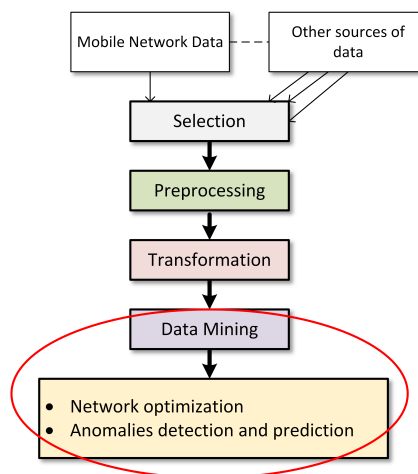 Mobile Network Data
Other sources of
data
Selection
Preprocessing
Transformation
Data Mining
• Network optimization
• Anomalies detection and prediction